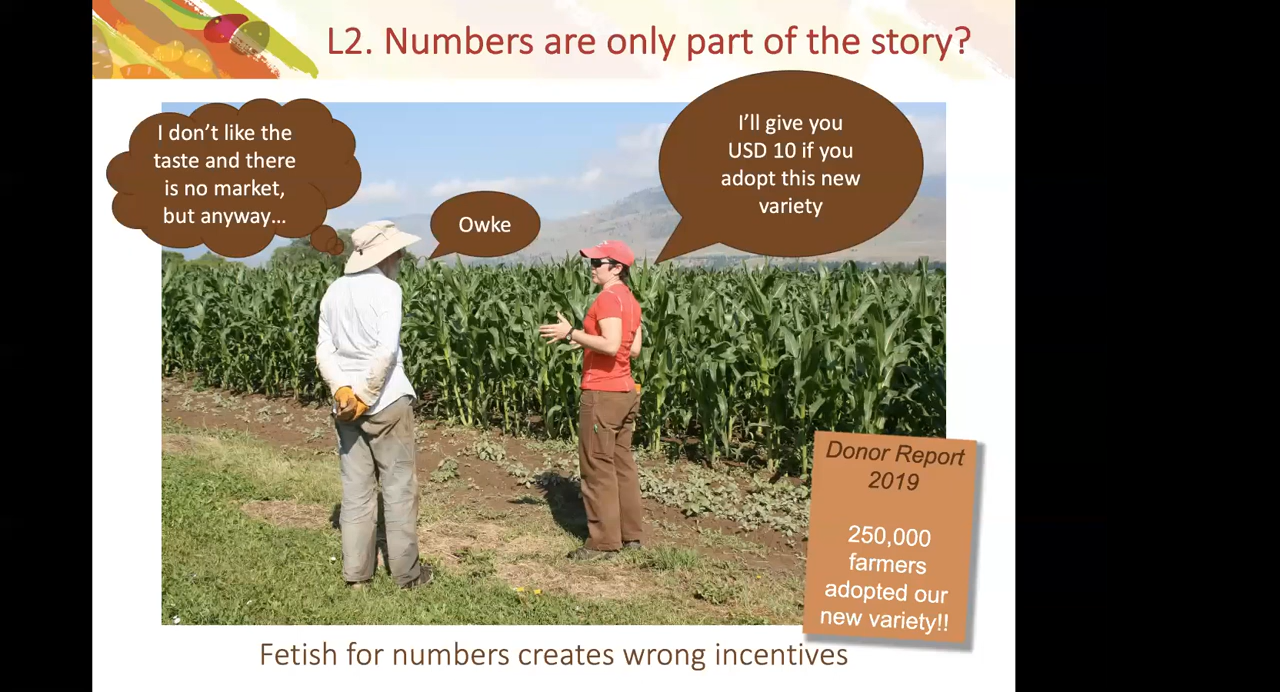 L2. Numbers are only part of the story?
I don't like the
taste and there
is no market,
but anyway...
Owke
I'll give you
USD 10 if you
adopt this new
variety
Donor Report
2019
250,000
farmers
adopted our
new variety!!
Fetish for numbers creates wrong incentives